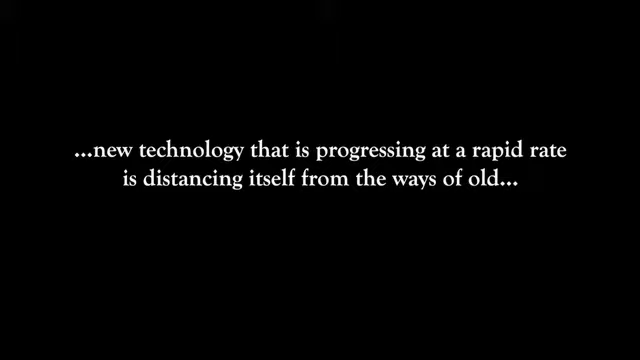 ...new technology that is progressing at a rapid rate
is distancing itself from the ways of old...